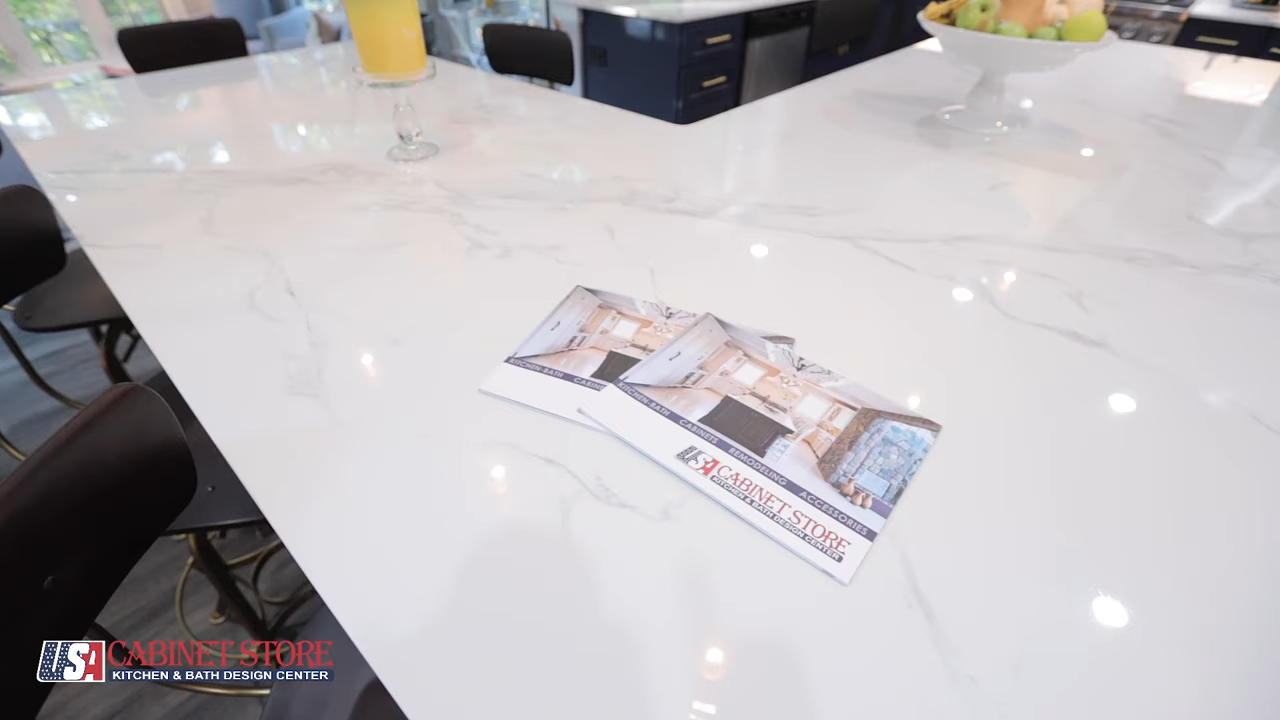 KITCHEN-BATH CABINE
KITCHEN-BATH CABINETS REMODELING ACCESSORIES
USA CABINET STORE
KITCHEN & BATH DESIGN CENTER
USA CABINET STORE
KITCHEN & BATH DESIGN CENTER